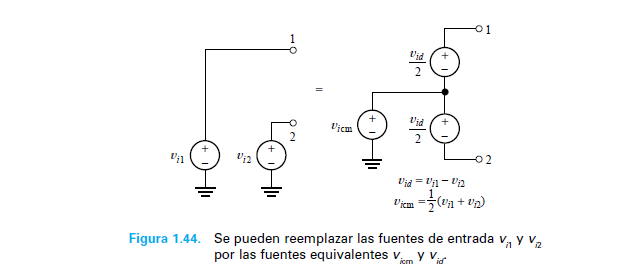 1
v_i1
+
−
2
v_i2
+
−
=
1
v_id/2
+
−
v_icm
+
−
v_id/2
+
−
2
v_id = v_i1 − v_i2
v_icm = 1/2(v_i1 + v_i2)
Figura 1.44. Se pueden reemplazar las fuentes de entrada v_i1 y v_i2
por las fuentes equivalentes v_icm y v_id.